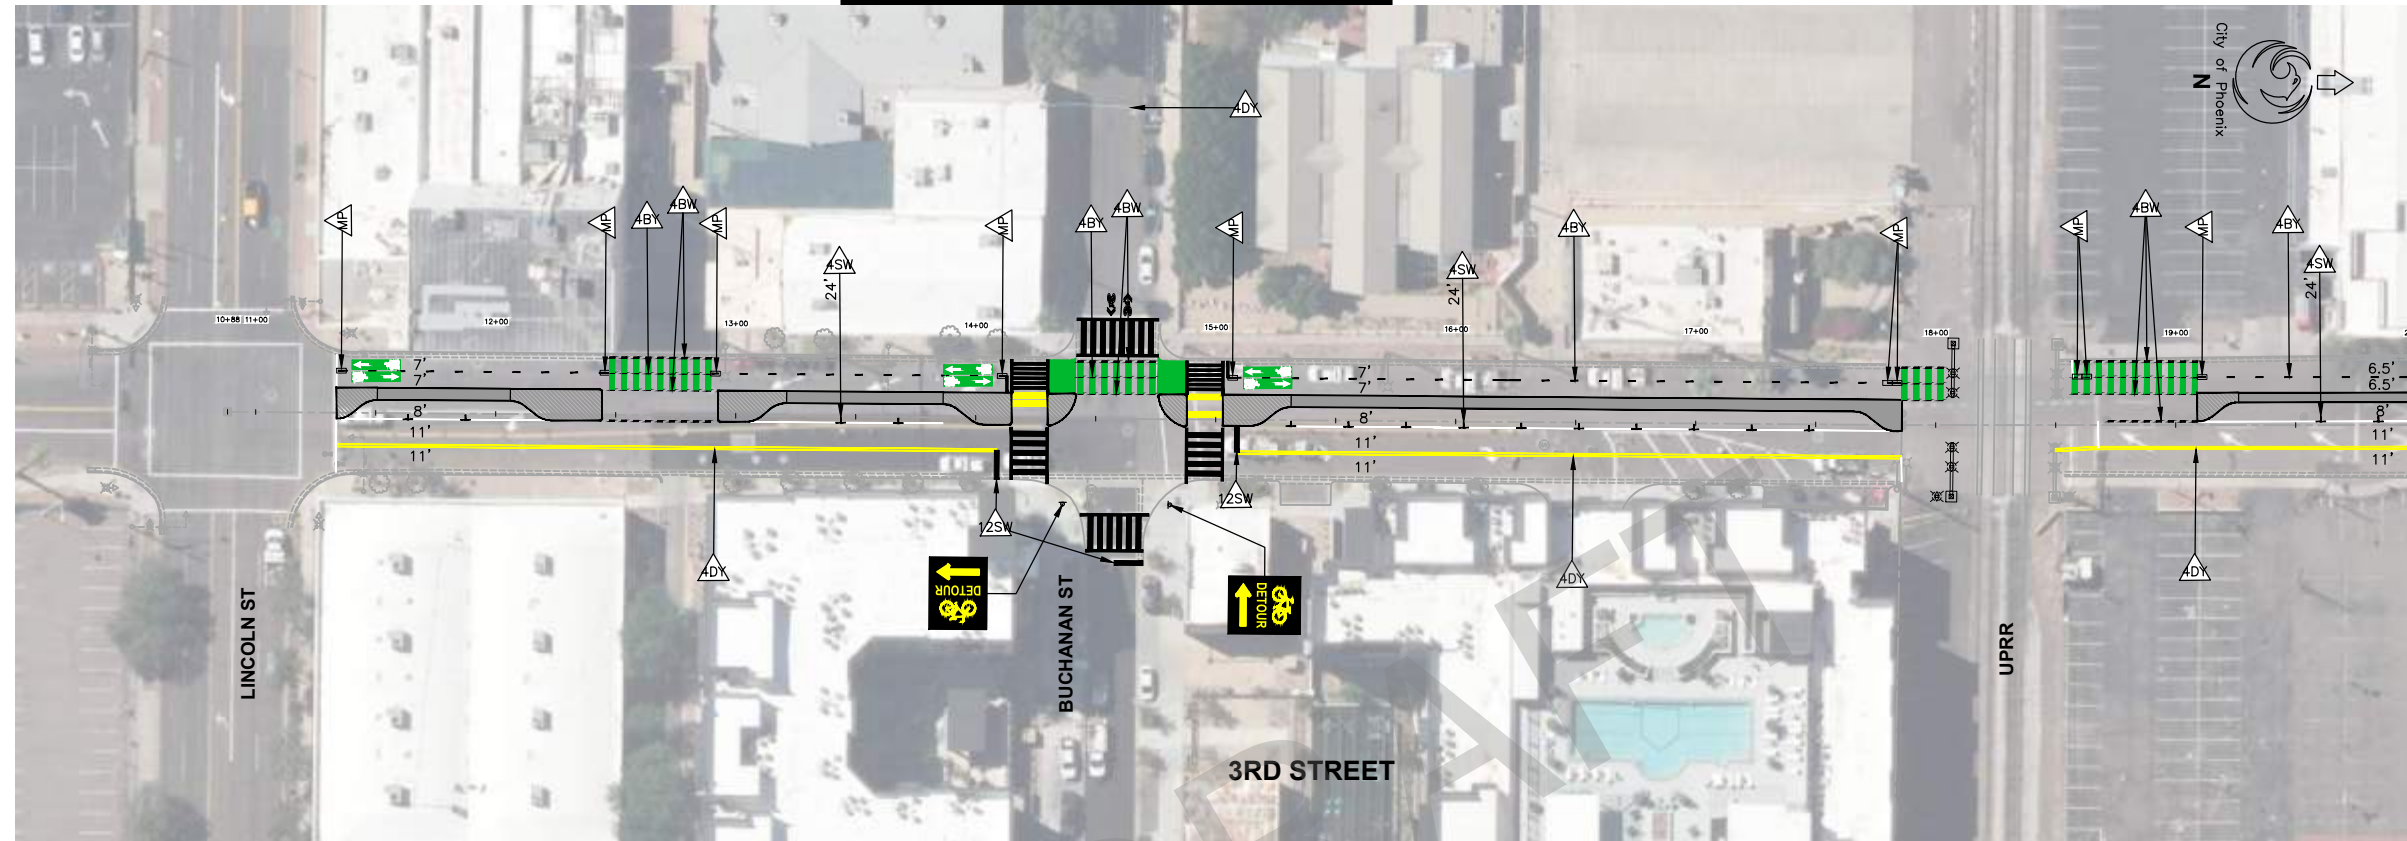 City of Phoenix
N
4DY
MP
MP
4BY
4BW
MP
4SW
24'
MP
4BY
4BW
MP
4SW
24'
4BY
MP
MP
4BW
MP
4BY
4SW
24'
10+88
11+00
12+00
13+00
14+00
15+00
16+00
17+00
18+00
19+00
7'
7'
8'
11'
11'
7'
7'
8'
11'
11'
6.5'
6.5'
8'
11'
11'
12SW
12SW
4DY
4DY
4DY
DETOUR
DETOUR
LINCOLN ST
BUCHANAN ST
UPRR
3RD STREET
DRAFT